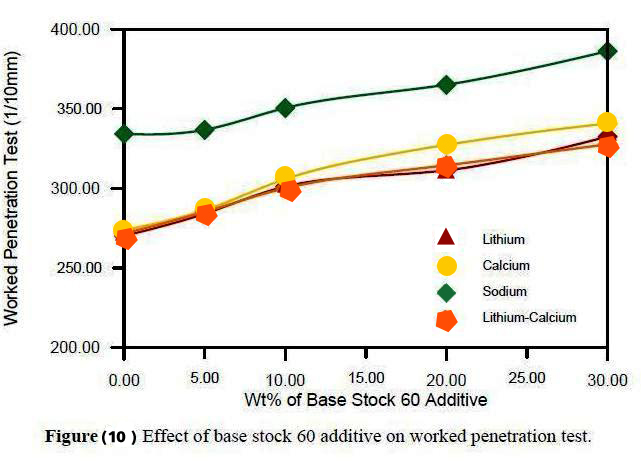 400.00
350.00
300.00
250.00
200.00
Worked Penetration Test (1/10mm)
Lithium
Calcium
Sodium
Lithium-Calcium
0.00 5.00 10.00 15.00 20.00 25.00 30.00
Wt% of Base Stock 60 Additive
Figure (10 ) Effect of base stock 60 additive on worked penetration test.